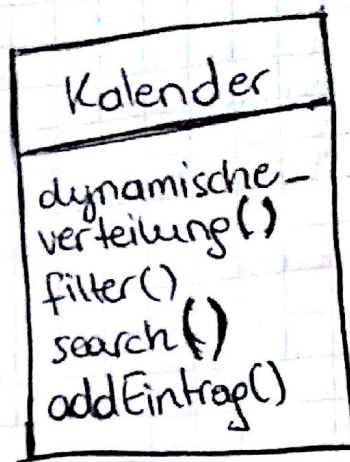 Kalender
dynamische_
verteilung()
filter()
search()
addEintrag()